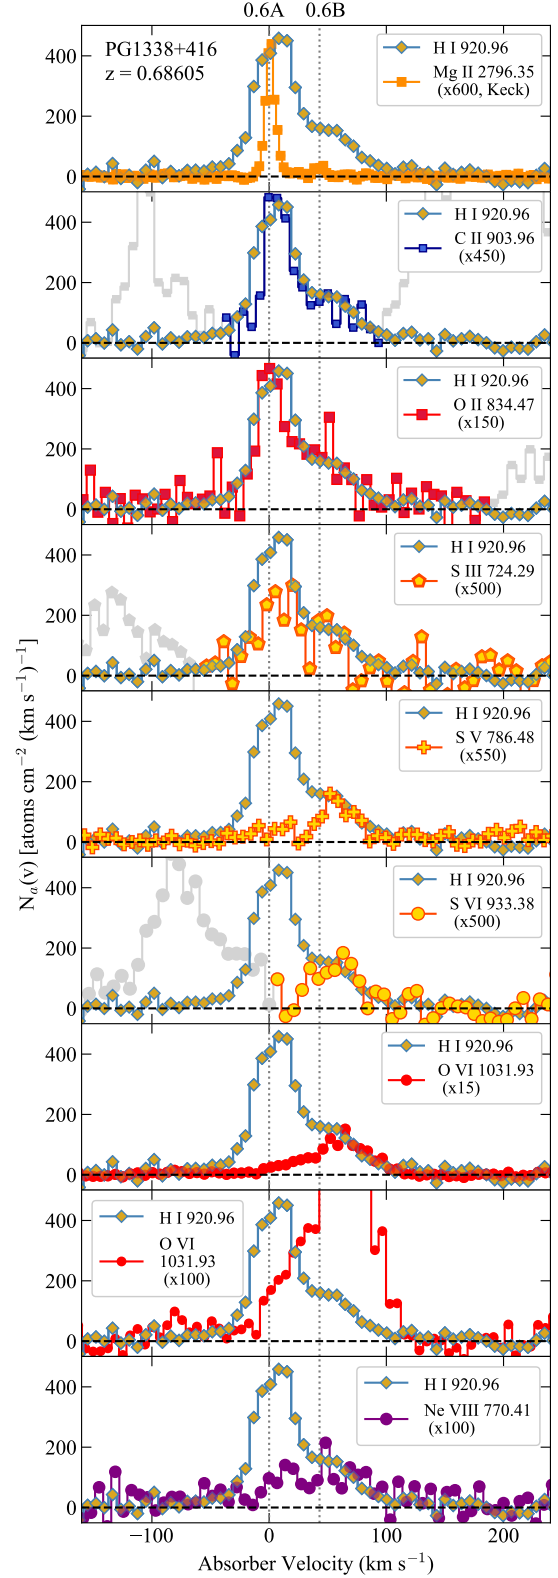 0.6A 0.6B
PG1338+416
z = 0.68605
H I 920.96
Mg II 2796.35
(x600, Keck)
400
200
0
H I 920.96
C II 903.96
(x450)
400
200
0
H I 920.96
O II 834.47
(x150)
400
200
0
H I 920.96
S III 724.29
(x500)
400
200
0
Nₐ(v) [atoms cm⁻² (km s⁻¹)⁻¹]
H I 920.96
S V 786.48
(x550)
400
200
0
H I 920.96
S VI 933.38
(x500)
400
200
0
H I 920.96
O VI 1031.93
(x15)
400
200
0
H I 920.96
O VI
1031.93
(x100)
400
200
0
H I 920.96
Ne VIII 770.41
(x100)
400
200
0
−100 0 100 200
Absorber Velocity (km s⁻¹)